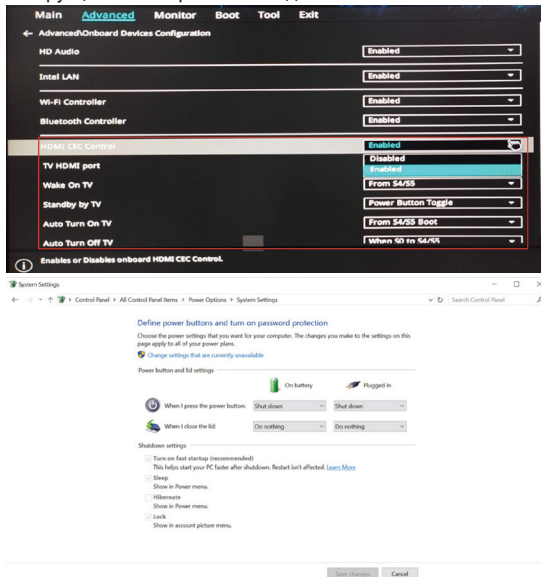 Main Advanced Monitor Boot Tool Exit
← Advanced\Onboard Devices Configuration
HD Audio Enabled
Intel LAN Enabled
Wi-Fi Controller Enabled
Bluetooth Controller Enabled
HDMI CEC Control Enabled
Disabled
TV HDMI port Enabled
Wake On TV From S4/S5
Standby by TV Power Button Toggle
Auto Turn On TV From S4/S5 Boot
Auto Turn Off TV When S0 to S4/S5
Enables or Disables onboard HDMI CEC Control.
System Settings
Control Panel > All Control Panel Items > Power Options > System Settings
Search Control Panel
Define power buttons and turn on password protection
Choose the power settings that you want for your computer. The changes you make to the settings on this
page apply to all of your power plans.
Change settings that are currently unavailable
Power button and lid settings
On battery Plugged in
When I press the power button: Shut down Shut down
When I close the lid: Do nothing Do nothing
Shutdown settings
Turn on fast startup (recommended)
This helps start your PC faster after shutdown. Restart isn't affected. Learn More
Sleep
Show in Power menu.
Hibernate
Show in Power menu.
Lock
Show in account picture menu.
Save changes Cancel